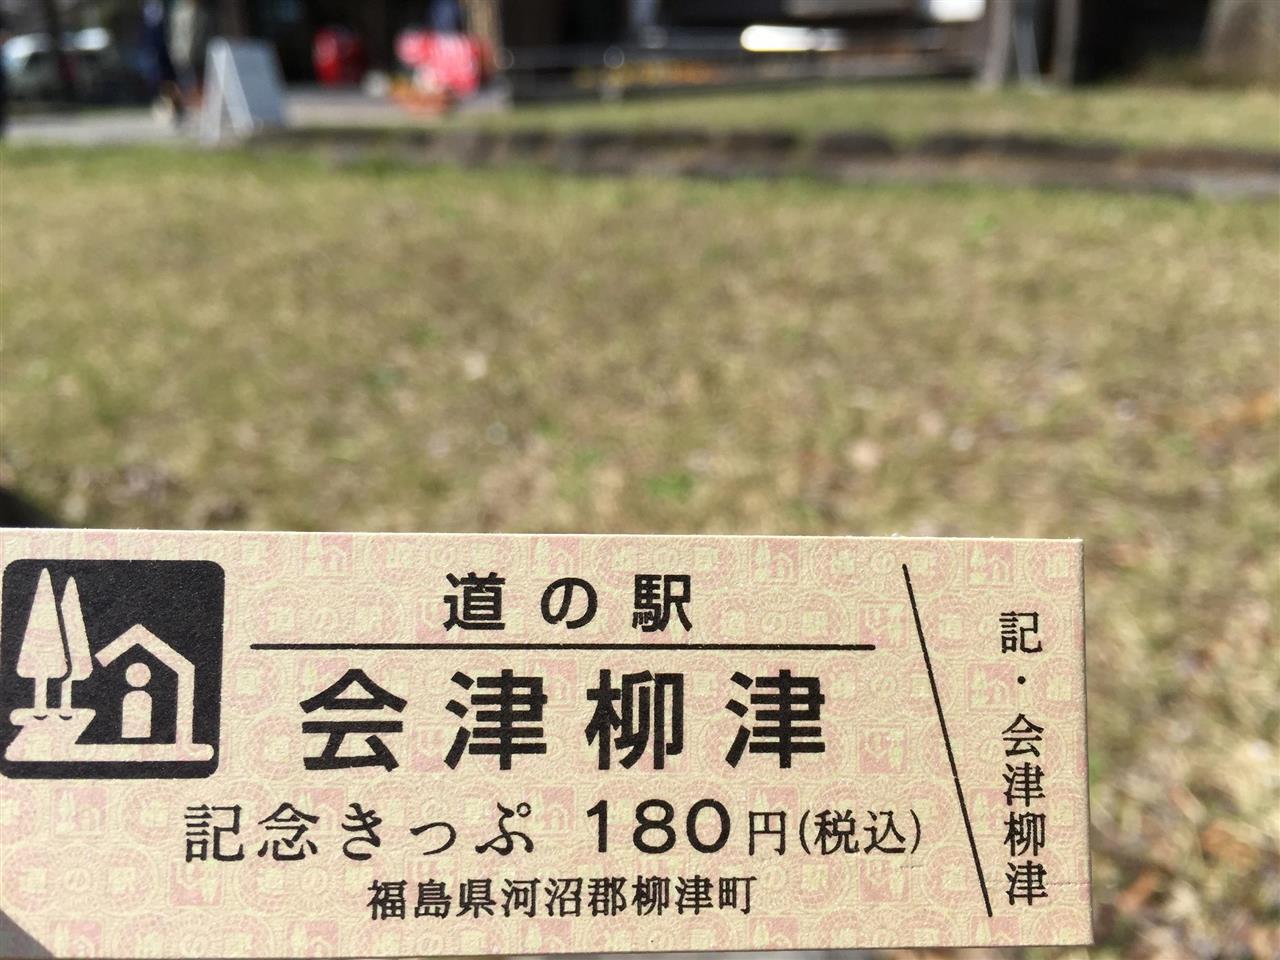 道の駅
会津柳津
記念きっぷ 180円(税込)
福島県河沼郡柳津町
記・会津柳津